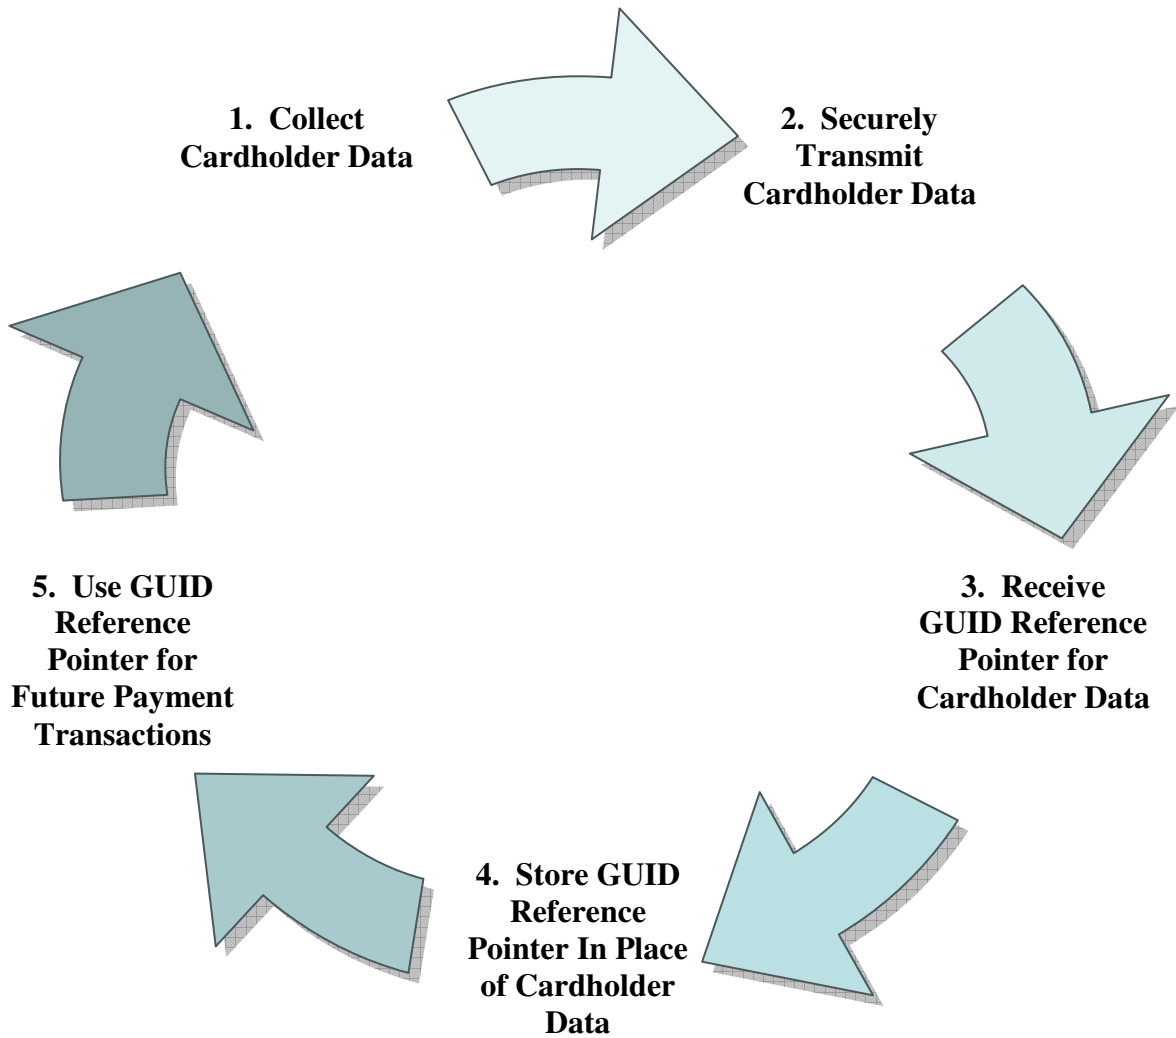 1. Collect
Cardholder Data
2. Securely
Transmit
Cardholder Data
3. Receive
GUID Reference
Pointer for
Cardholder Data
4. Store GUID
Reference
Pointer In Place
of Cardholder
Data
5. Use GUID
Reference
Pointer for
Future Payment
Transactions